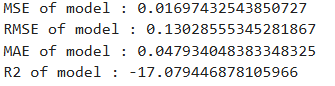 MSE of model : 0.01697432543850727
RMSE of model : 0.13028555345281867
MAE of model : 0.047934048383348325
R2 of model : -17.079446878105966